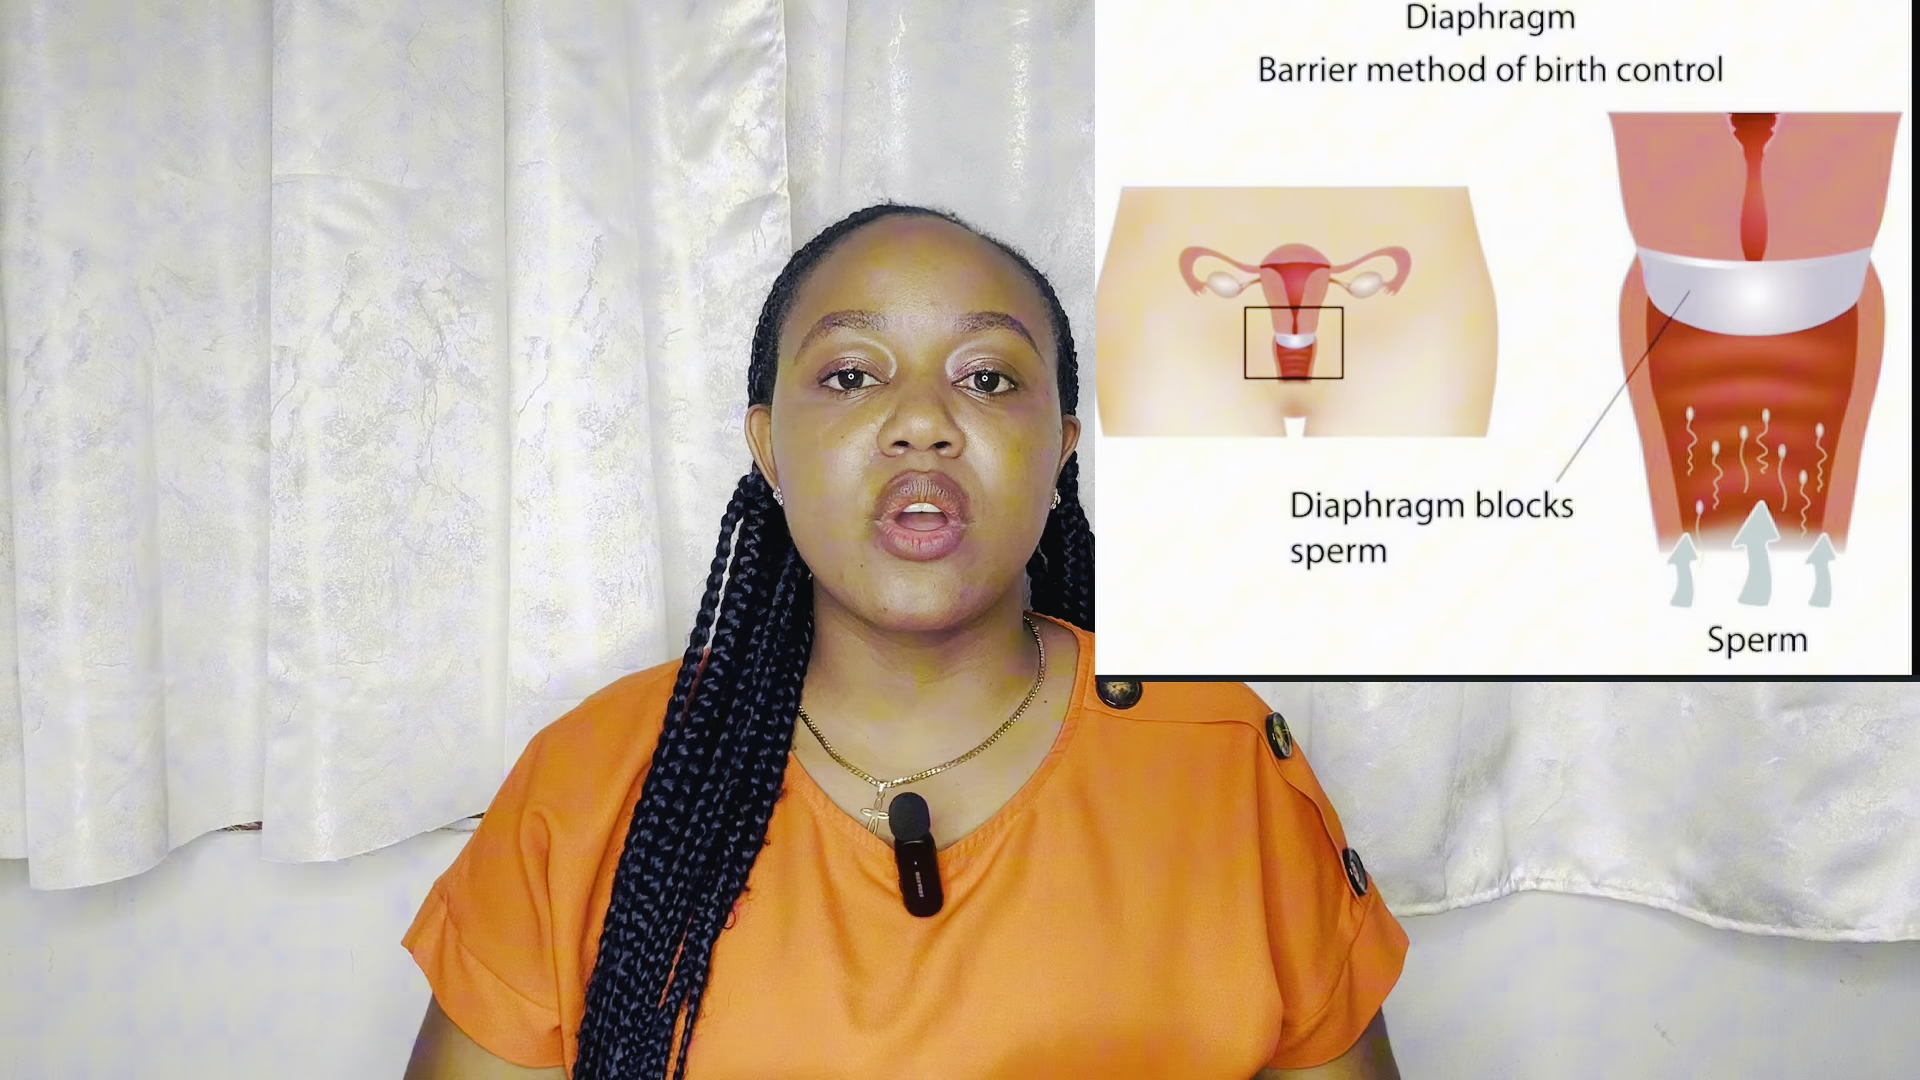 Diaphragm
Barrier method of birth control
Diaphragm blocks
sperm
Sperm